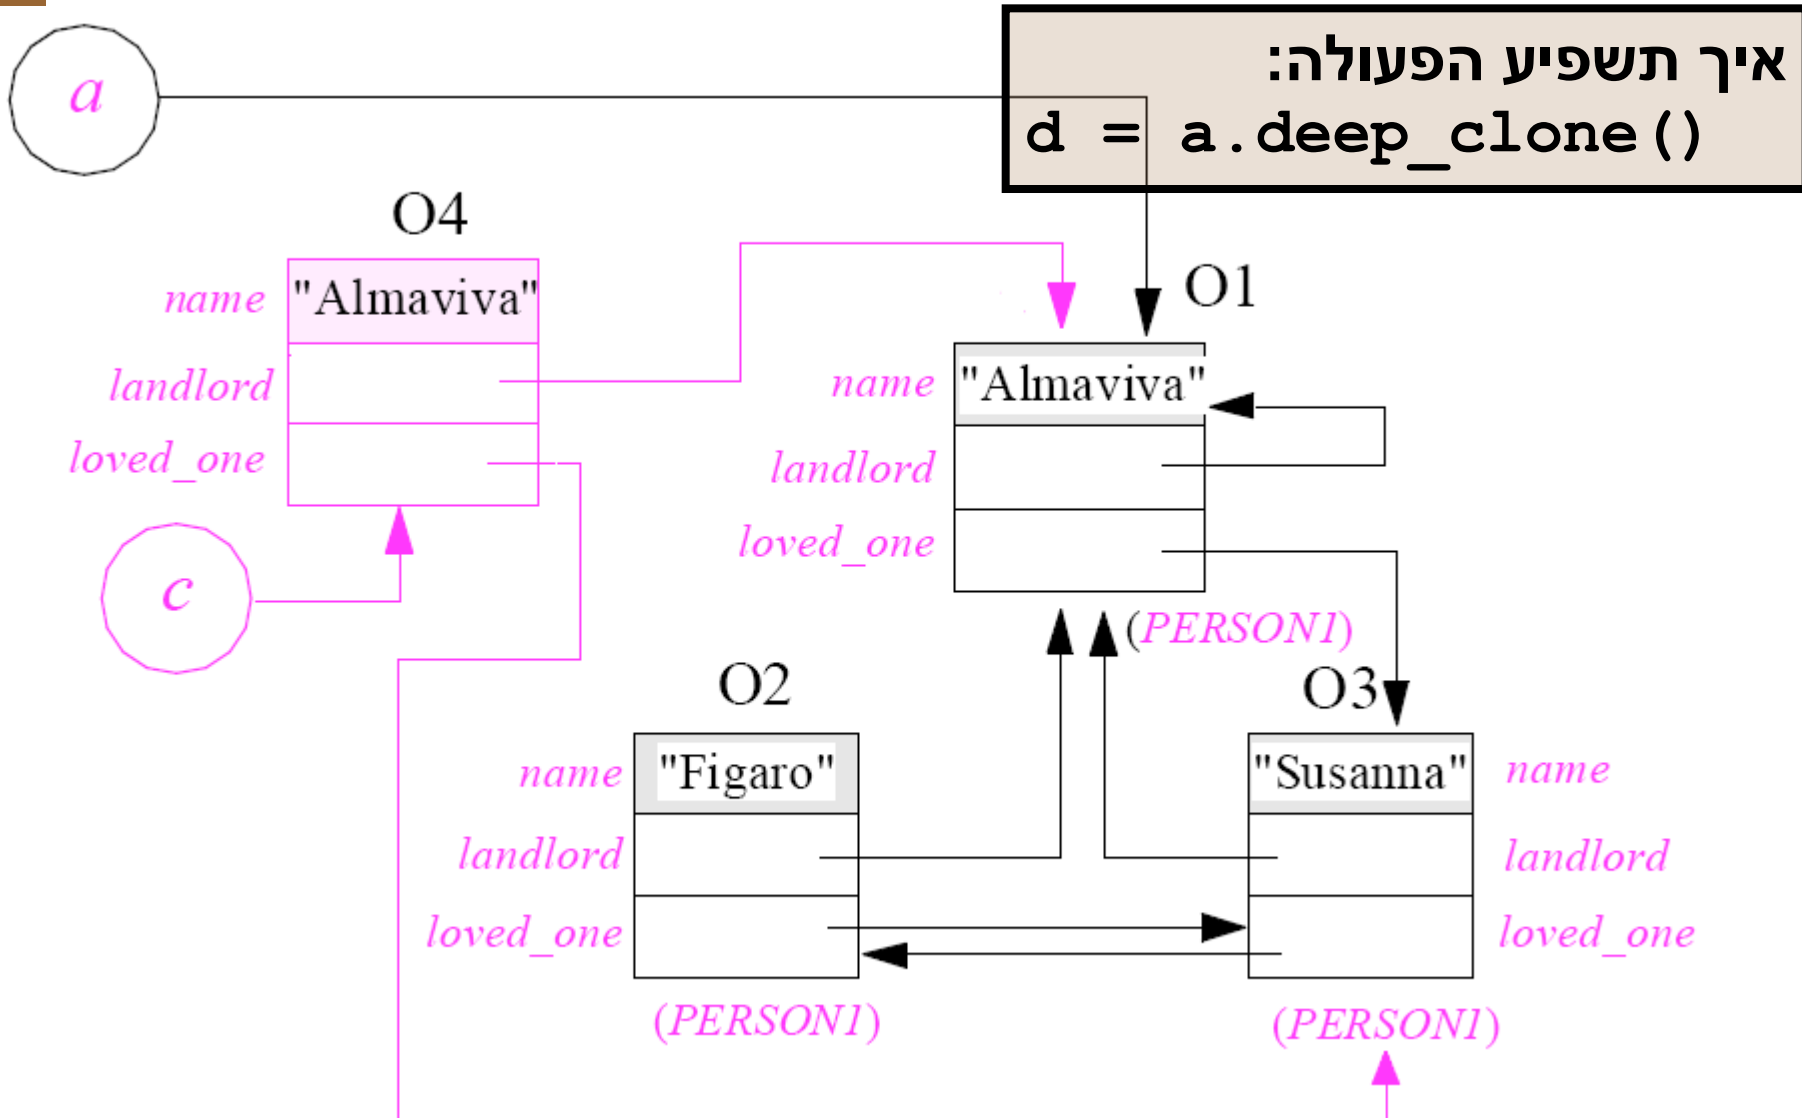 איך תשפיע הפעולה:
d = a.deep_clone()
a
O4
name "Almaviva"
landlord
loved_one
c
O1
name "Almaviva"
landlord
loved_one
(PERSON1)
O2
name "Figaro"
landlord
loved_one
(PERSON1)
O3
"Susanna" name
landlord
loved_one
(PERSON1)